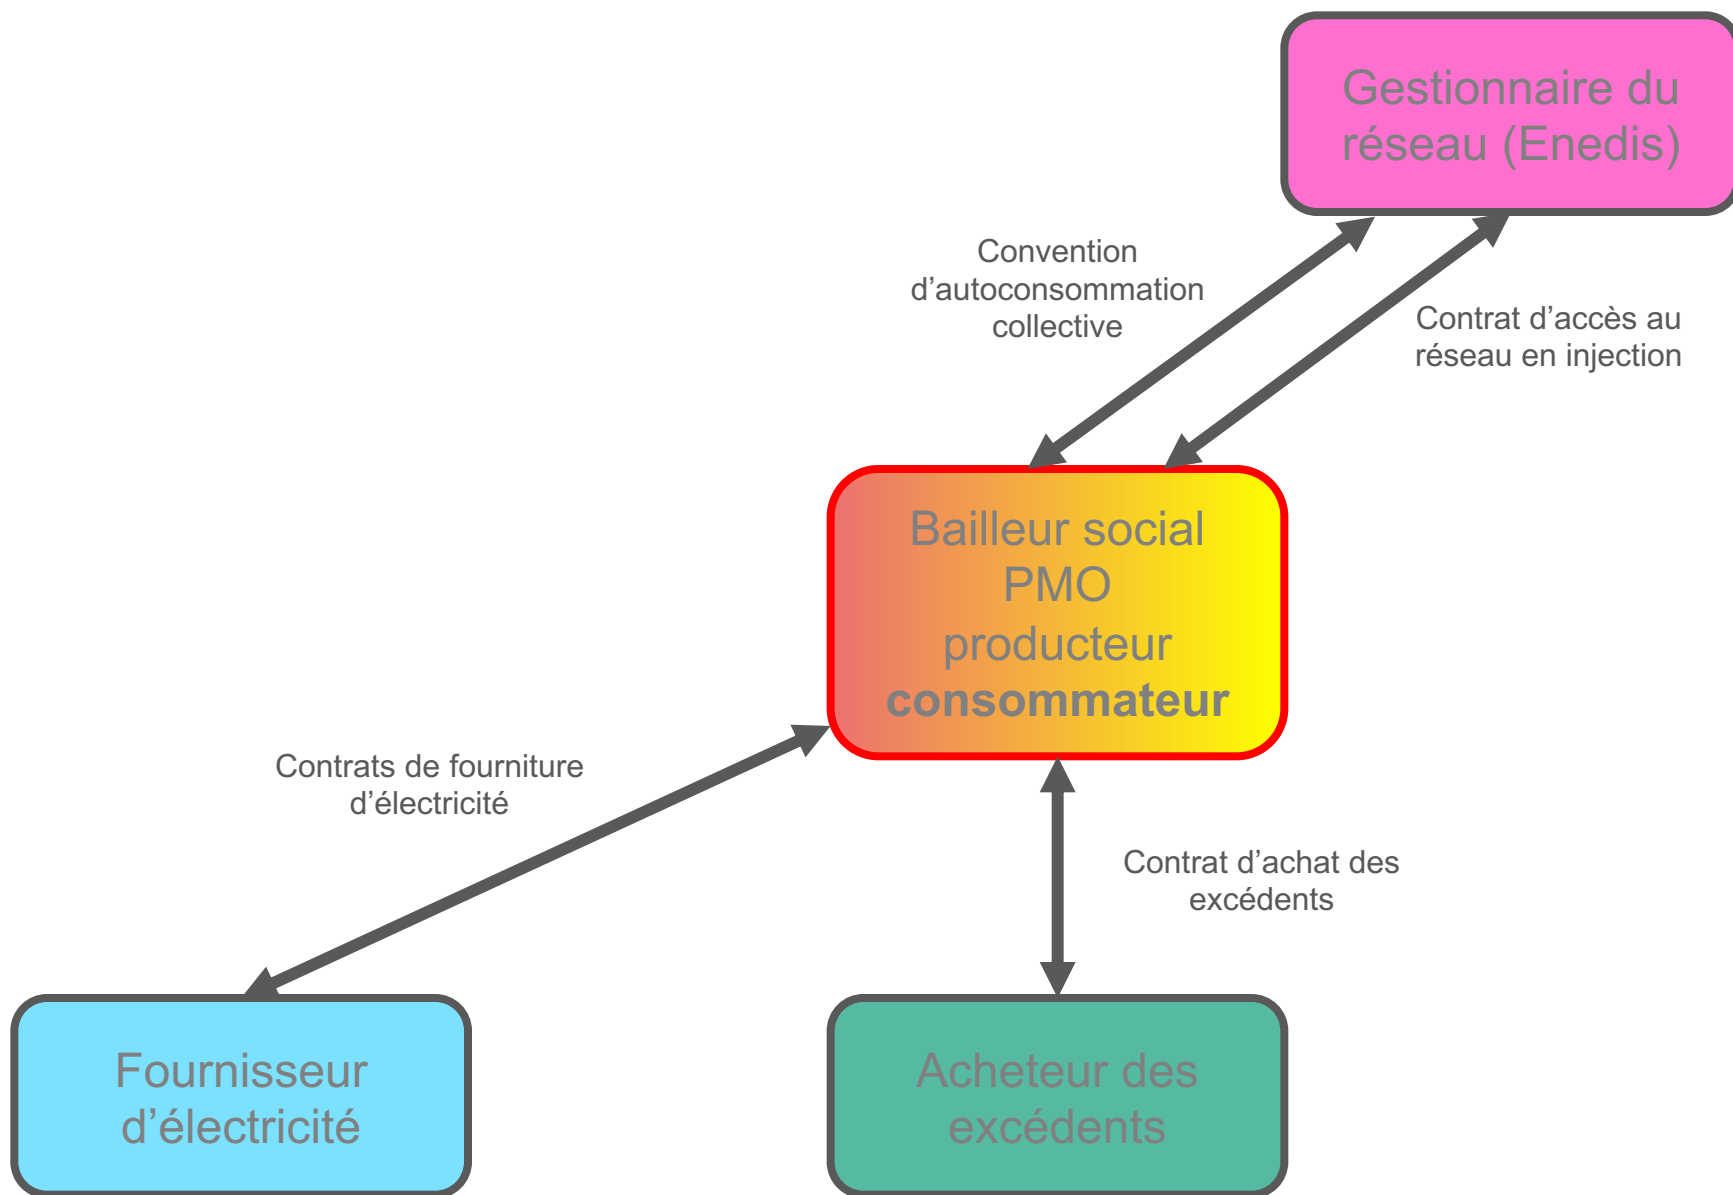 Gestionnaire du
réseau (Enedis)
Convention
d’autoconsommation
collective
Contrat d’accès au
réseau en injection
Bailleur social
PMO
producteur
consommateur
Contrats de fourniture
d’électricité
Contrat d’achat des
excédents
Fournisseur
d’électricité
Acheteur des
excédents